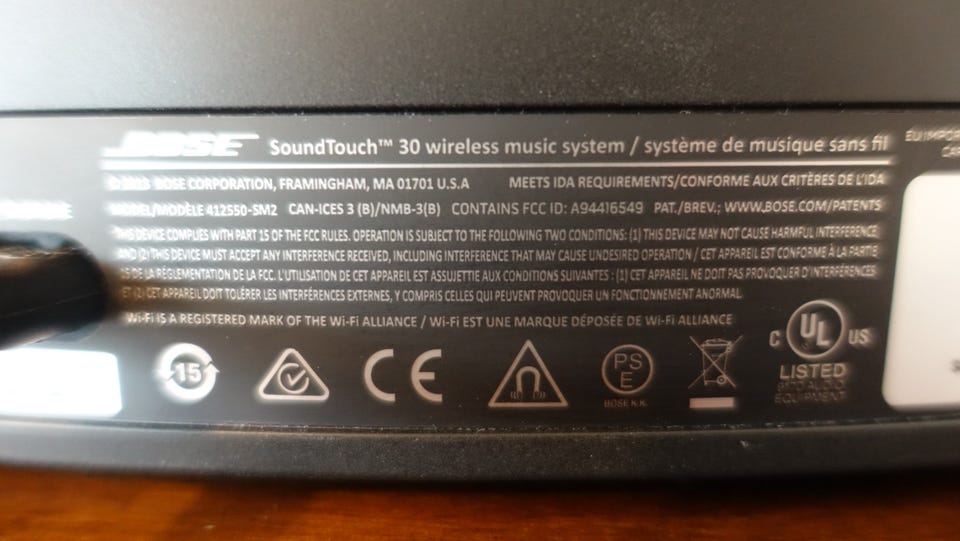 BOSE SoundTouch™ 30 wireless music system / système de musique sans fil
© 2013 BOSE CORPORATION, FRAMINGHAM, MA 01701 U.S.A MEETS IDA REQUIREMENTS/CONFORME AUX CRITÈRES DE L'IDA
MODEL/MODÈLE 412550-SM2 CAN-ICES 3 (B)/NMB-3(B) CONTAINS FCC ID: A94416549 PAT./BREV.; WWW.BOSE.COM/PATENTS
THIS DEVICE COMPLIES WITH PART 15 OF THE FCC RULES. OPERATION IS SUBJECT TO THE FOLLOWING TWO CONDITIONS: (1) THIS DEVICE MAY NOT CAUSE HARMFUL INTERFERENCE
AND (2) THIS DEVICE MUST ACCEPT ANY INTERFERENCE RECEIVED, INCLUDING INTERFERENCE THAT MAY CAUSE UNDESIRED OPERATION / CET APPAREIL EST CONFORME À LA PARTIE
15 DE LA RÉGLEMENTATION DE LA FCC. L'UTILISATION DE CET APPAREIL EST ASSUJETTIE AUX CONDITIONS SUIVANTES : (1) CET APPAREIL NE DOIT PAS PROVOQUER D'INTERFÉRENCES
ET (2) CET APPAREIL DOIT TOLÉRER LES INTERFÉRENCES EXTERNES, Y COMPRIS CELLES QUI PEUVENT PROVOQUER UN FONCTIONNEMENT ANORMAL.
Wi-Fi IS A REGISTERED MARK OF THE Wi-Fi ALLIANCE / Wi-Fi EST UNE MARQUE DÉPOSÉE DE Wi-Fi ALLIANCE
15
CE
PS
E
BOSE K.K.
C UL US
LISTED
AUDIO
EQUIPMENT
EU IMPOR